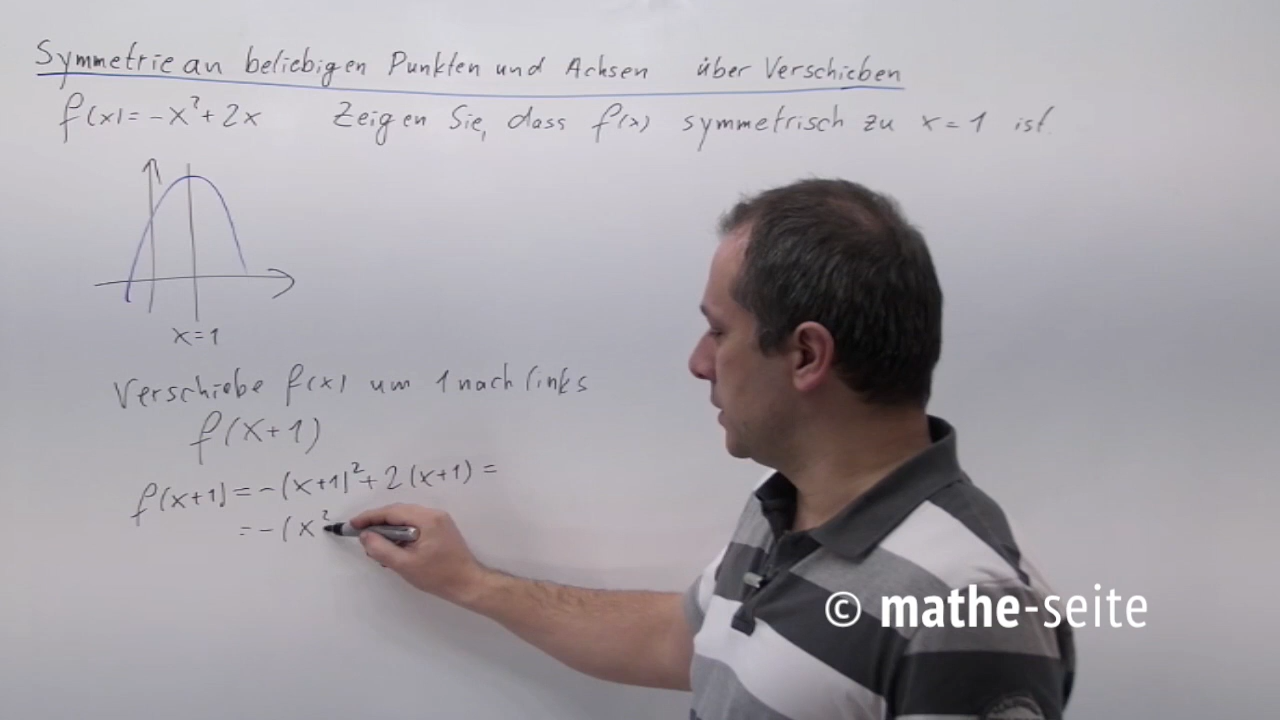 Symmetrie an beliebigen Punkten und Achsen über Verschieben
f(x) = -x² + 2x Zeigen Sie, dass f(x) symmetrisch zu x = 1 ist.
x=1
Verschiebe f(x) um 1 nach links
f(x+1)
f(x+1) = -(x+1)² + 2(x+1) =
= -(x²
© mathe-seite